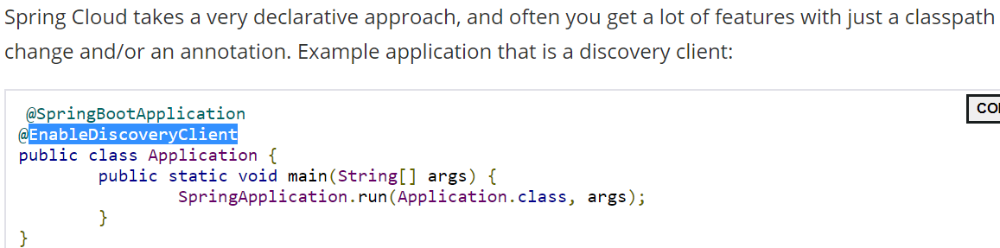 Spring Cloud takes a very declarative approach, and often you get a lot of features with just a classpath
change and/or an annotation. Example application that is a discovery client:
@SpringBootApplication
@EnableDiscoveryClient
public class Application {
public static void main(String[] args) {
SpringApplication.run(Application.class, args);
}
}